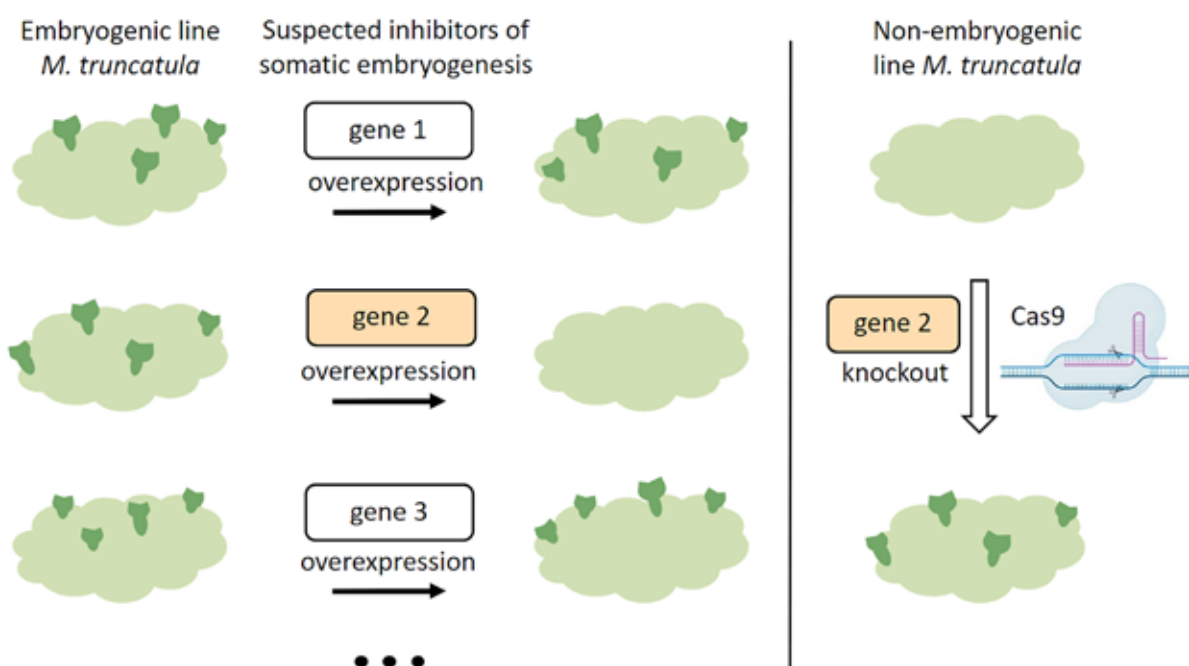 Embryogenic line
M. truncatula
Suspected inhibitors of
somatic embryogenesis
Non-embryogenic
line M. truncatula
gene 1
overexpression
gene 2
overexpression
gene 2
knockout
Cas9
gene 3
overexpression
...